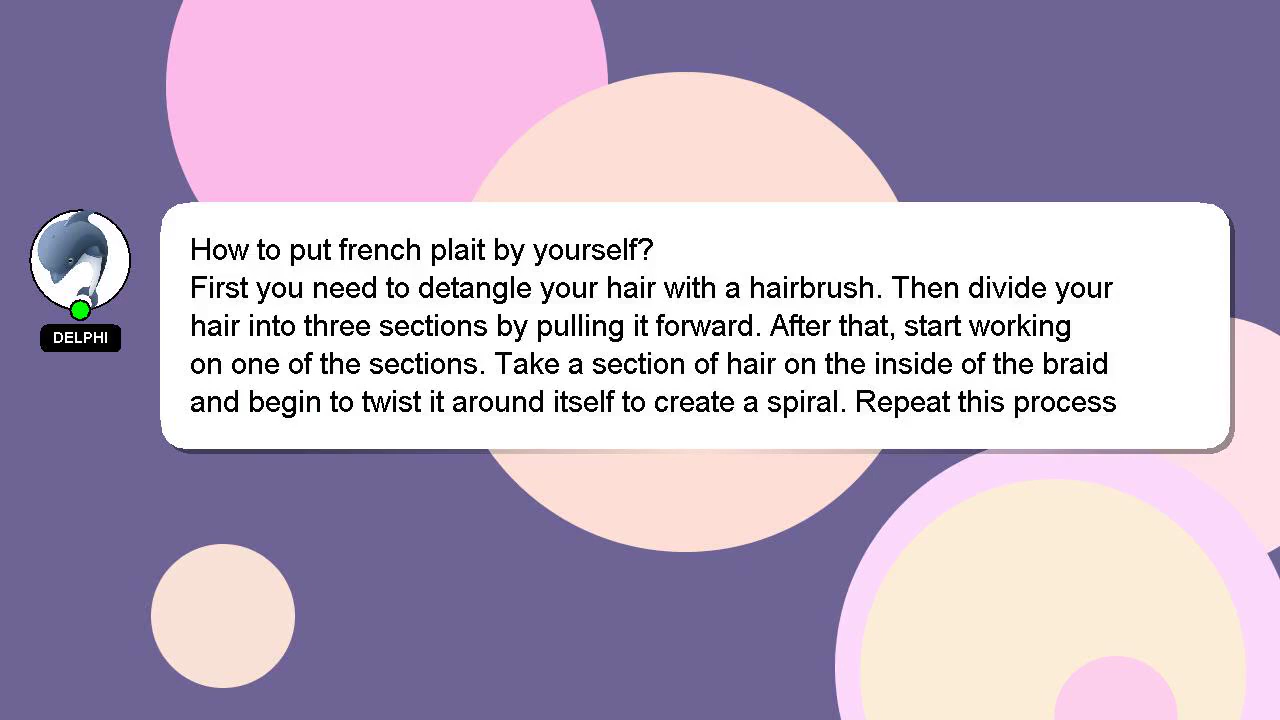 How to put french plait by yourself?
First you need to detangle your hair with a hairbrush. Then divide your
hair into three sections by pulling it forward. After that, start working
on one of the sections. Take a section of hair on the inside of the braid
and begin to twist it around itself to create a spiral. Repeat this process
DELPHI